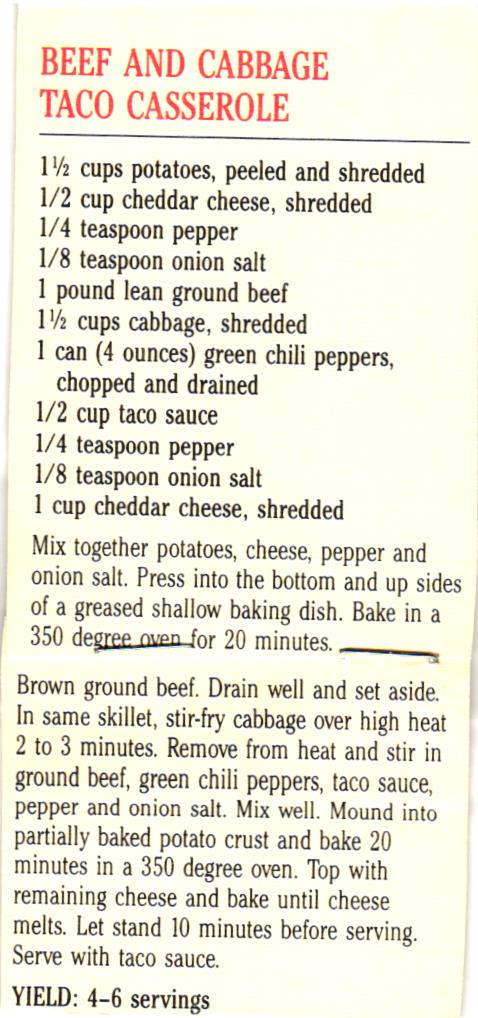 BEEF AND CABBAGE
TACO CASSEROLE
1½ cups potatoes, peeled and shredded
1/2 cup cheddar cheese, shredded
1/4 teaspoon pepper
1/8 teaspoon onion salt
1 pound lean ground beef
1½ cups cabbage, shredded
1 can (4 ounces) green chili peppers,
chopped and drained
1/2 cup taco sauce
1/4 teaspoon pepper
1/8 teaspoon onion salt
1 cup cheddar cheese, shredded
Mix together potatoes, cheese, pepper and
onion salt. Press into the bottom and up sides
of a greased shallow baking dish. Bake in a
350 degree oven for 20 minutes.
Brown ground beef. Drain well and set aside.
In same skillet, stir-fry cabbage over high heat
2 to 3 minutes. Remove from heat and stir in
ground beef, green chili peppers, taco sauce,
pepper and onion salt. Mix well. Mound into
partially baked potato crust and bake 20
minutes in a 350 degree oven. Top with
remaining cheese and bake until cheese
melts. Let stand 10 minutes before serving.
Serve with taco sauce.
YIELD: 4–6 servings